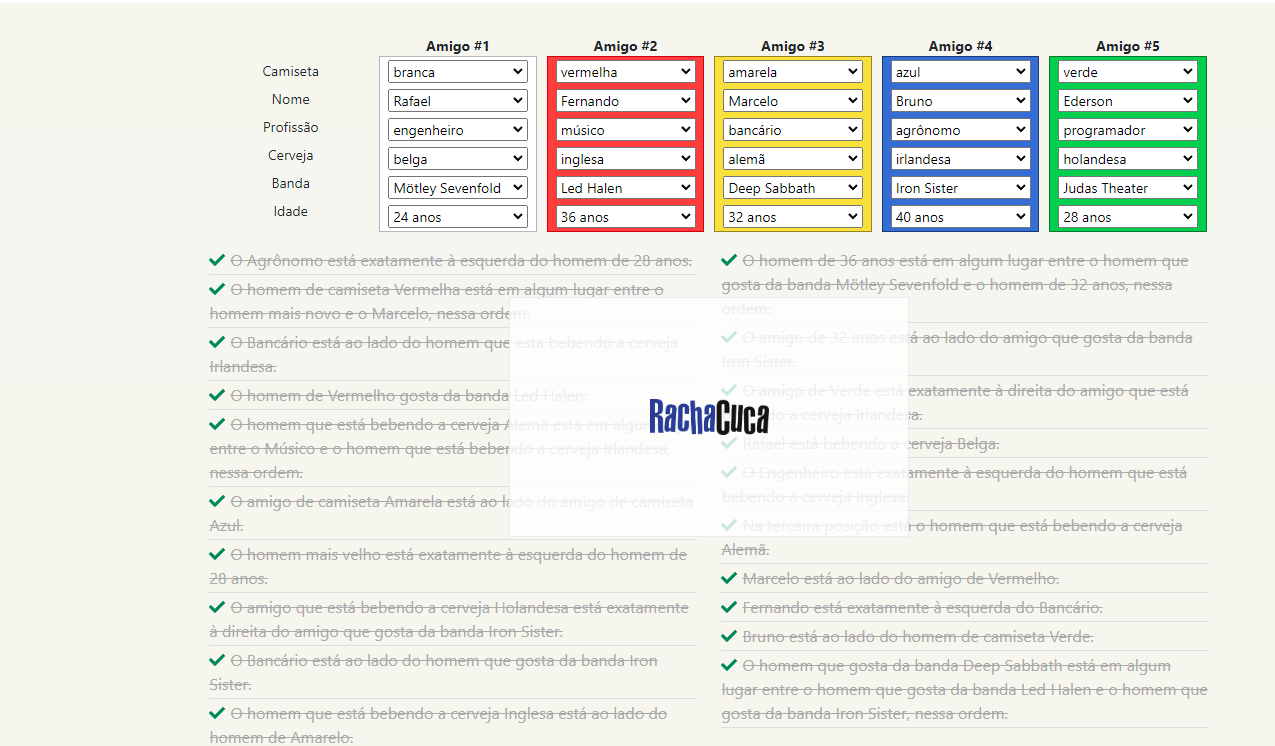 Amigo #1 Amigo #2 Amigo #3 Amigo #4 Amigo #5
Camiseta branca vermelha amarela azul verde
Nome Rafael Fernando Marcelo Bruno Ederson
Profissão engenheiro músico bancário agrônomo programador
Cerveja belga inglesa alemã irlandesa holandesa
Banda Mötley Sevenfold Led Halen Deep Sabbath Iron Sister Judas Theater
Idade 24 anos 36 anos 32 anos 40 anos 28 anos
O Agrônomo está exatamente à esquerda do homem de 28 anos.
O homem de camiseta Vermelha está em algum lugar entre o
homem mais novo e o Marcelo, nessa ordem.
O Bancário está ao lado do homem que esta bebendo a cerveja
Irlandesa.
O homem de Vermelho gosta da banda Led Halen.
O homem que está bebendo a cerveja Alemã está em algum lugar
entre o Músico e o homem que está bebendo a cerveja Irlandesa,
nessa ordem.
O amigo de camiseta Amarela está ao lado do amigo de camiseta
Azul.
O homem mais velho está exatamente à esquerda do homem de
28 anos.
O amigo que está bebendo a cerveja Holandesa está exatamente
à direita do amigo que gosta da banda Iron Sister.
O Bancário está ao lado do homem que gosta da banda Iron
Sister.
O homem que está bebendo a cerveja Inglesa está ao lado do
homem de Amarelo.
O homem de 36 anos está em algum lugar entre o homem que
gosta da banda Mötley Sevenfold e o homem de 32 anos, nessa
ordem.
O amigo de 32 anos está ao lado do amigo que gosta da banda
Iron Sister.
O amigo de Verde está exatamente à direita do amigo que está
bebendo a cerveja Irlandesa.
Rafael está bebendo a cerveja Belga.
O Engenheiro está exatamente à esquerda do homem que está
bebendo a cerveja Inglesa.
Na terceira posição está o homem que está bebendo a cerveja
Alemã.
Marcelo está ao lado do amigo de Vermelho.
Fernando está exatamente à esquerda do Bancário.
Bruno está ao lado do homem de camiseta Verde.
O homem que gosta da banda Deep Sabbath está em algum
lugar entre o homem que gosta da banda Led Halen e o homem que
gosta da banda Iron Sister, nessa ordem.
RachaCuca